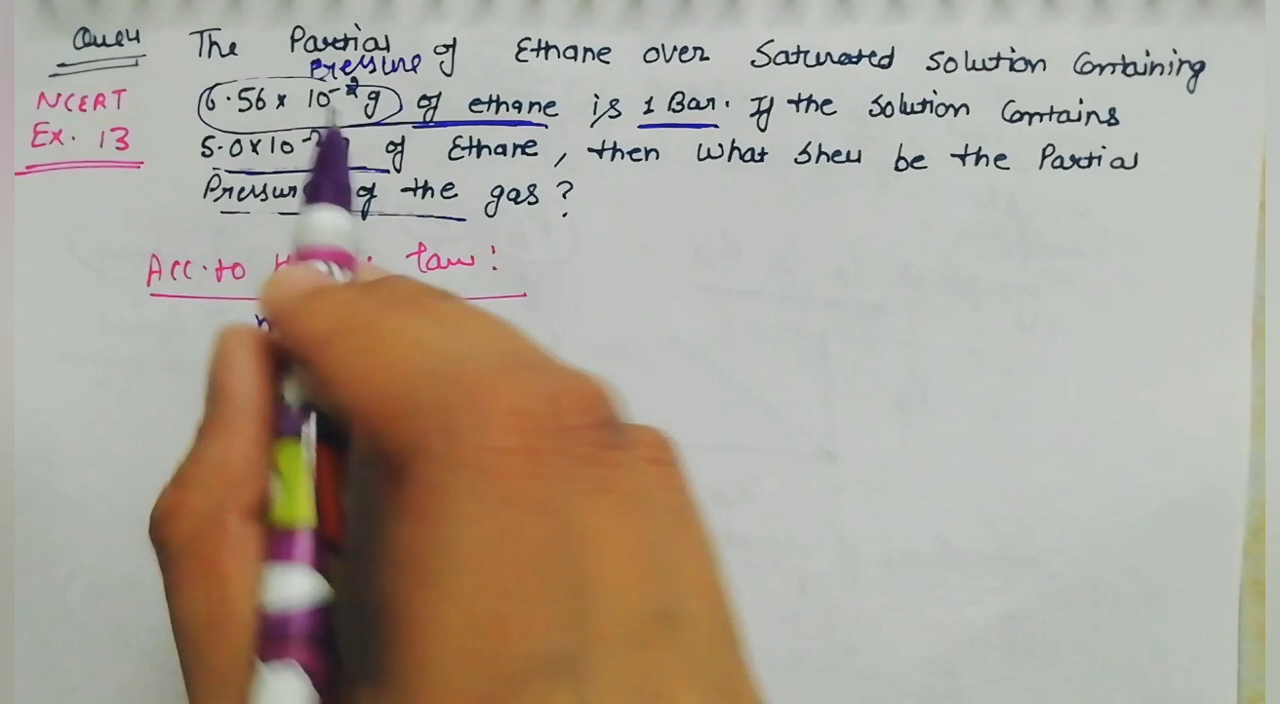 Ques The Partial Pressure of Ethane over Saturated Solution Containing
NCERT 6.56 x 10⁻²g of ethane is 1 Bar. If the Solution Contains
Ex. 13 5.0x10 of Ethane, then what sheu be the Partial
of the gas?
Acc. to law: